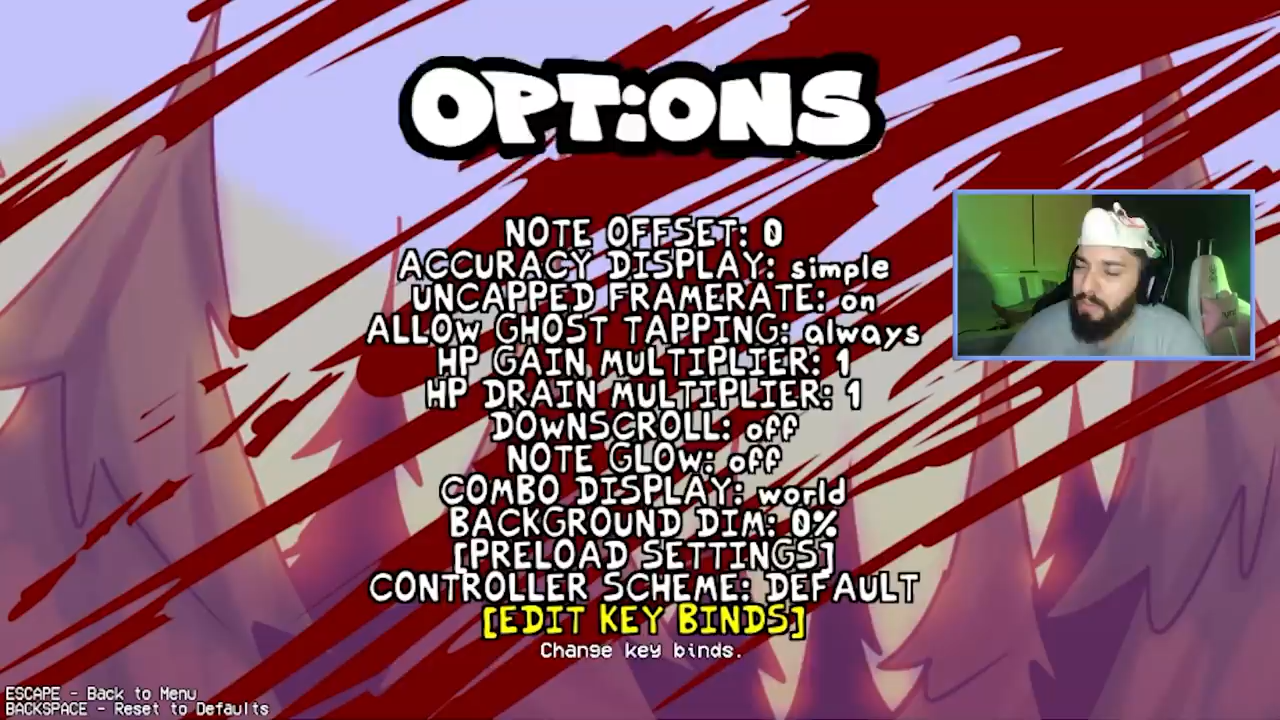 OPTiONS
NOTE OFFSET: 0
ACCURACY DISPLAY: simple
UNCAPPED FRAMERATE: on
ALLOW GHOST TAPPING: always
HP GAIN MULTIPLIER: 1
HP DRAIN MULTIPLIER: 1
DOWNSCROLL: off
NOTE GLOW: off
COMBO DISPLAY: world
BACKGROUND DIM: 0%
[PRELOAD SETTINGS]
CONTROLLER SCHEME: DEFAULT
[EDIT KEY BINDS]
Change key binds.
ESCAPE - Back to Menu
BACKSPACE - Reset to Defaults